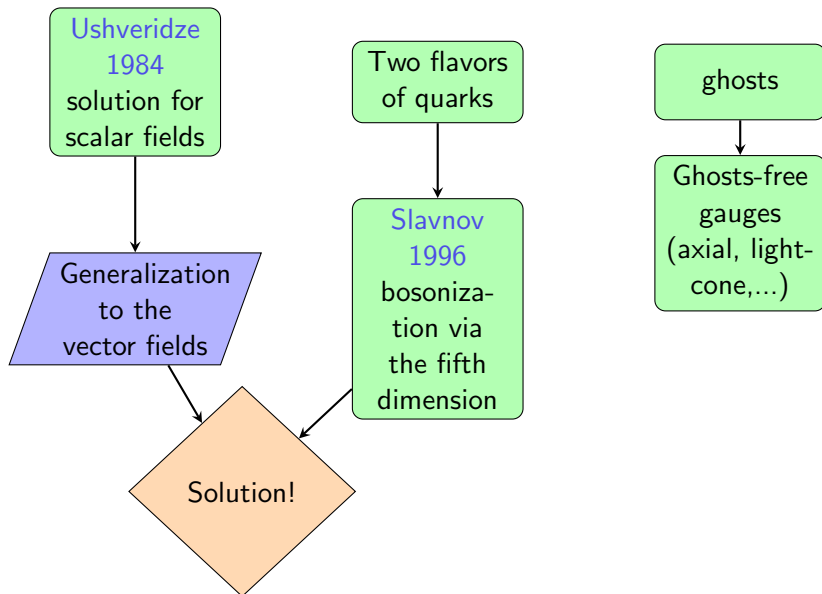 Ushveridze
1984
solution for
scalar fields
Two flavors
of quarks
ghosts
Generalization
to the
vector fields
Slavnov
1996
bosoniza-
tion via
the fifth
dimension
Ghosts-free
gauges
(axial, light-
cone,...)
Solution!